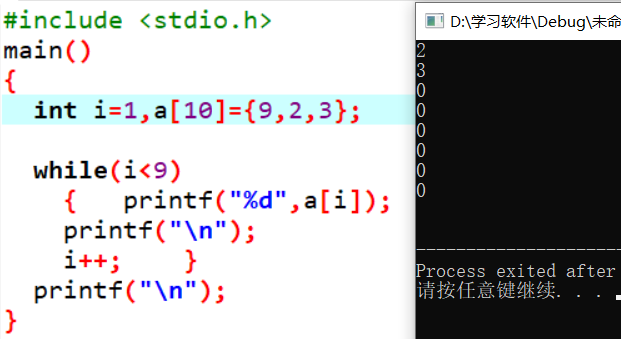 #include <stdio.h>
main()
{
int i=1,a[10]={9,2,3};
while(i<9)
{ printf("%d",a[i]);
printf("\n");
i++; }
printf("\n");
}
D:\学习软件\Debug\未命
2
3
0
0
0
0
0
0
--------------------
Process exited after
请按任意键继续. . .